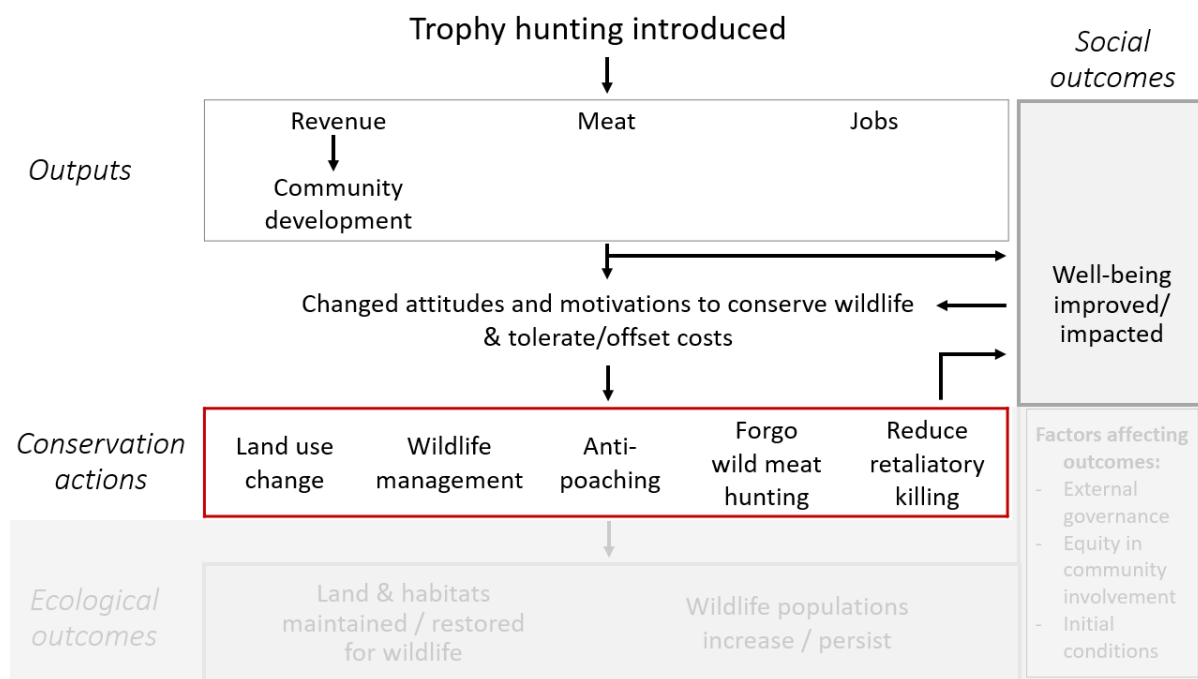 Trophy hunting introduced
Social
outcomes
Outputs
Revenue
Meat
Jobs
Community
development
Changed attitudes and motivations to conserve wildlife
& tolerate/offset costs
Well-being
improved/
impacted
Conservation
actions
Land use
change
Wildlife
management
Anti-
poaching
Forgo
wild meat
hunting
Reduce
retaliatory
killing
Factors affecting
outcomes:
- External
governance
- Equity in
community
involvement
- Initial
conditions
Ecological
outcomes
Land & habitats
maintained / restored
for wildlife
Wildlife populations
increase / persist